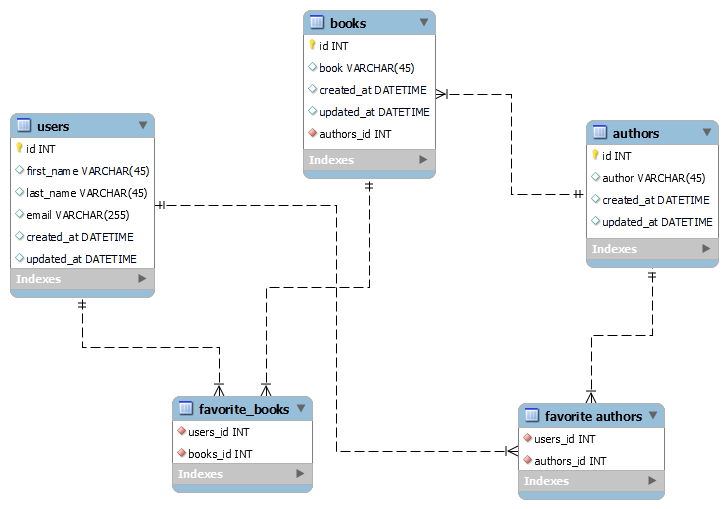 books
id INT
book VARCHAR(45)
created_at DATETIME
updated_at DATETIME
authors_id INT
Indexes
users
id INT
first_name VARCHAR(45)
last_name VARCHAR(45)
email VARCHAR(255)
created_at DATETIME
updated_at DATETIME
Indexes
authors
id INT
author VARCHAR(45)
created_at DATETIME
updated_at DATETIME
Indexes
favorite_books
users_id INT
books_id INT
Indexes
favorite authors
users_id INT
authors_id INT
Indexes